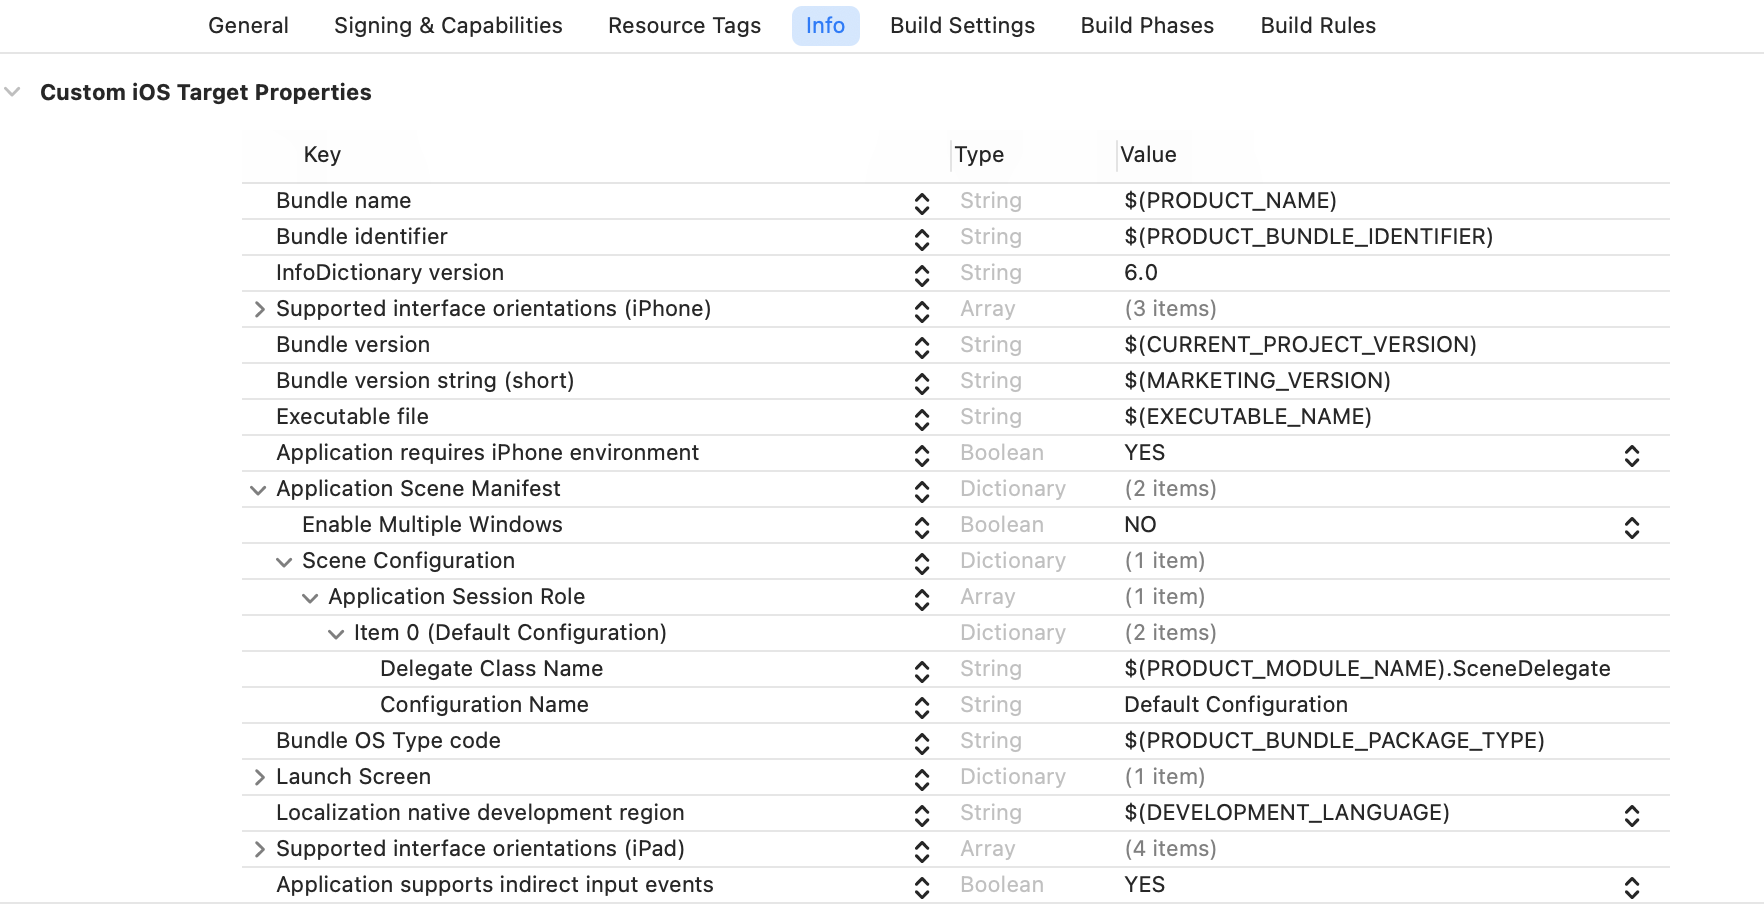 General Signing & Capabilities Resource Tags Info Build Settings Build Phases Build Rules
Custom iOS Target Properties
Key Type Value
Bundle name String $(PRODUCT_NAME)
Bundle identifier String $(PRODUCT_BUNDLE_IDENTIFIER)
InfoDictionary version String 6.0
Supported interface orientations (iPhone) Array (3 items)
Bundle version String $(CURRENT_PROJECT_VERSION)
Bundle version string (short) String $(MARKETING_VERSION)
Executable file String $(EXECUTABLE_NAME)
Application requires iPhone environment Boolean YES
Application Scene Manifest Dictionary (2 items)
Enable Multiple Windows Boolean NO
Scene Configuration Dictionary (1 item)
Application Session Role Array (1 item)
Item 0 (Default Configuration) Dictionary (2 items)
Delegate Class Name String $(PRODUCT_MODULE_NAME).SceneDelegate
Configuration Name String Default Configuration
Bundle OS Type code String $(PRODUCT_BUNDLE_PACKAGE_TYPE)
Launch Screen Dictionary (1 item)
Localization native development region String $(DEVELOPMENT_LANGUAGE)
Supported interface orientations (iPad) Array (4 items)
Application supports indirect input events Boolean YES